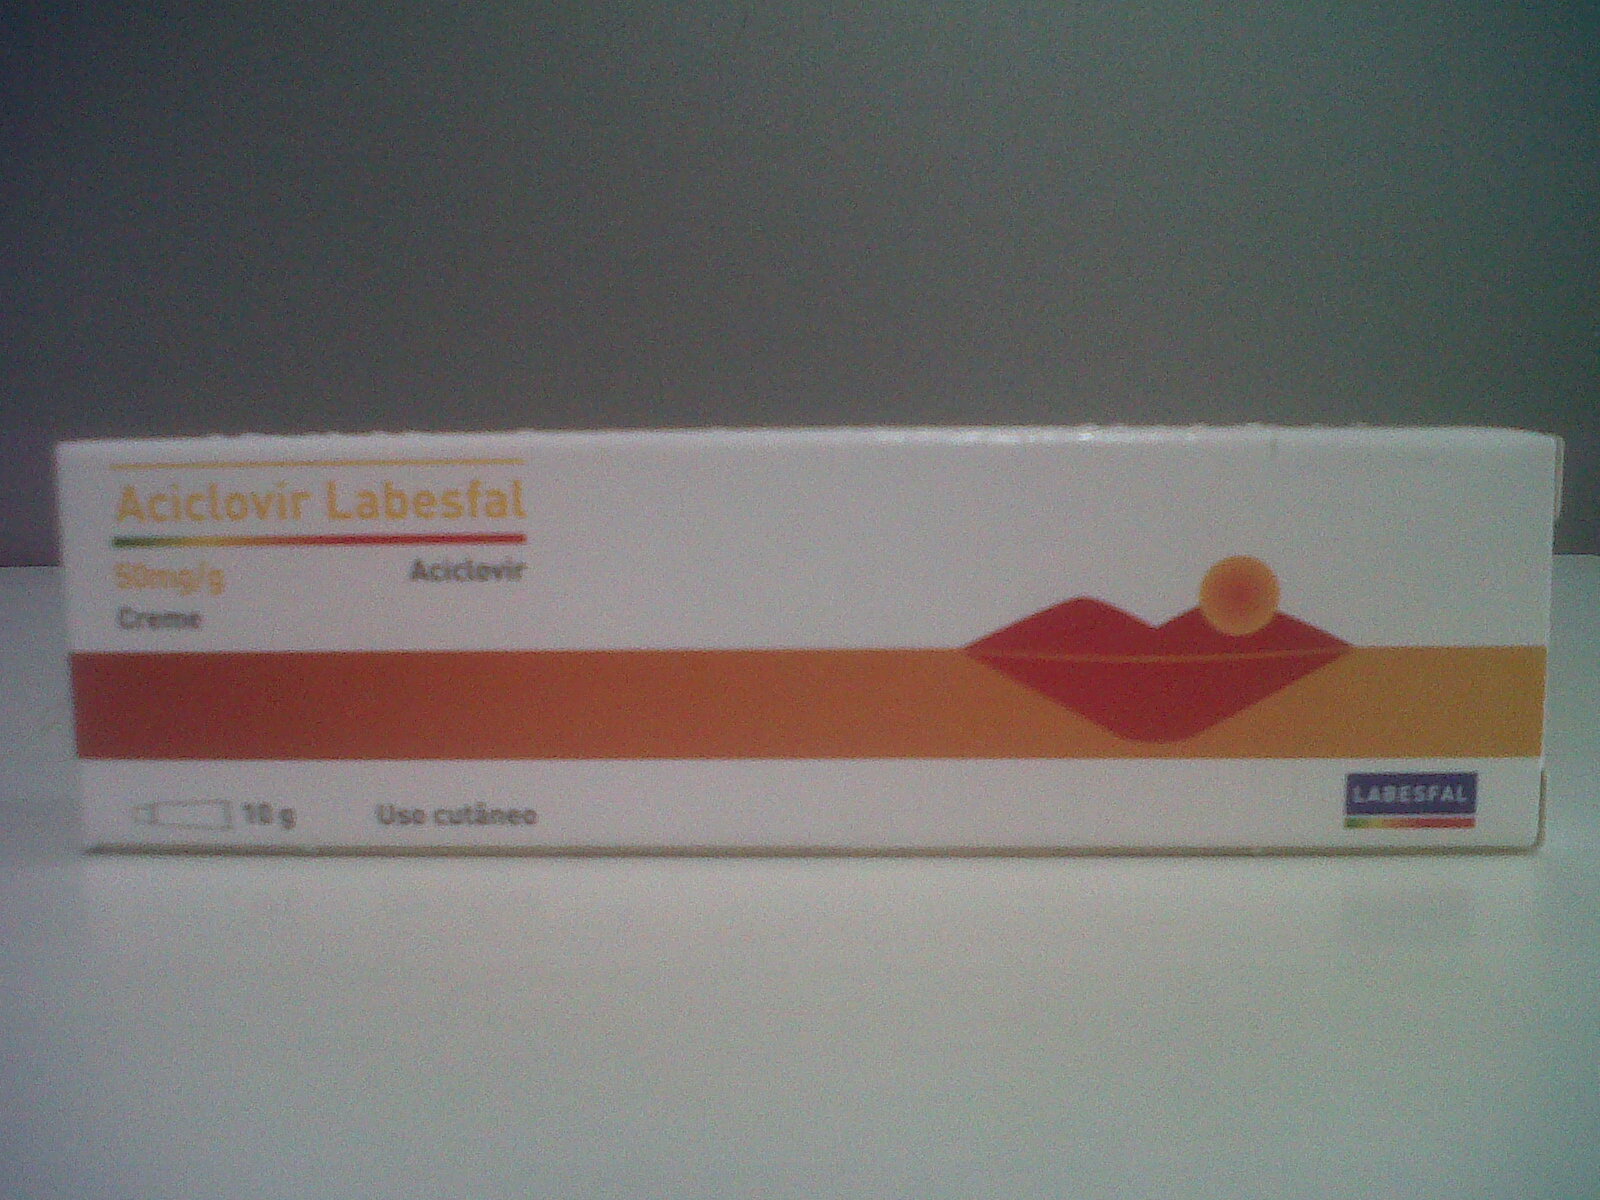 Aciclovir Labesfal
50mg/g Aciclovir
Creme
10 g Uso cutâneo
LABESFAL